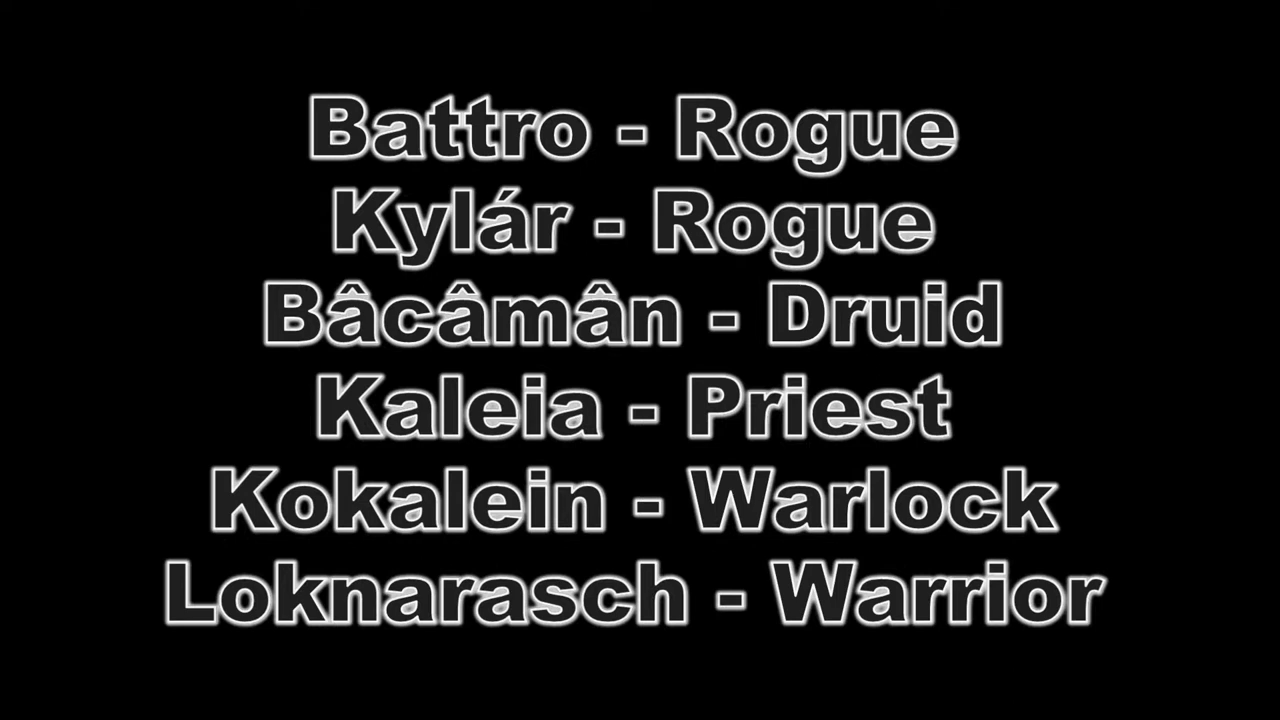 Battro - Rogue
Kylár - Rogue
Bâcâmân - Druid
Kaleia - Priest
Kokalein - Warlock
Loknarasch - Warrior